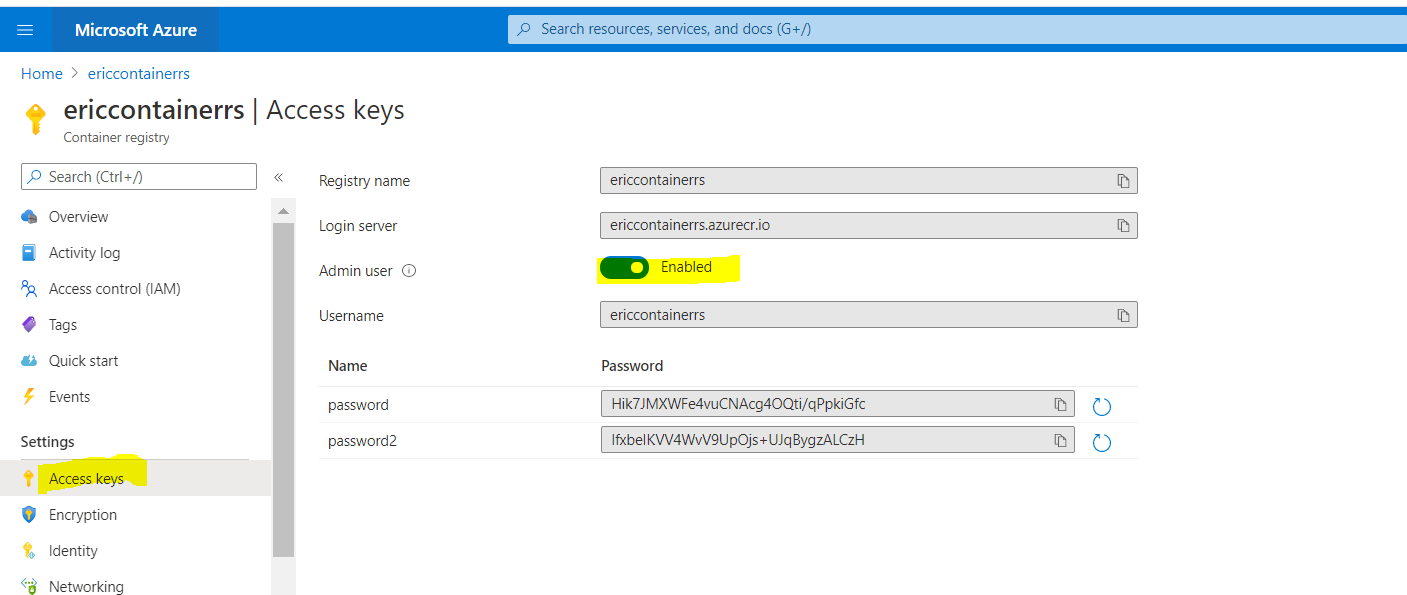 Microsoft Azure
Search resources, services, and docs (G+/)
Home > ericcontainerrs
ericcontainerrs | Access keys
Container registry
Search (Ctrl+/)
«
Overview
Activity log
Access control (IAM)
Tags
Quick start
Events
Settings
Access keys
Encryption
Identity
Networking
Registry name ericcontainerrs
Login server ericcontainerrs.azurecr.io
Admin user Enabled
Username ericcontainerrs
Name Password
password Hik7JMXWFe4vuCNAcg4OQti/qPpkiGfc
password2